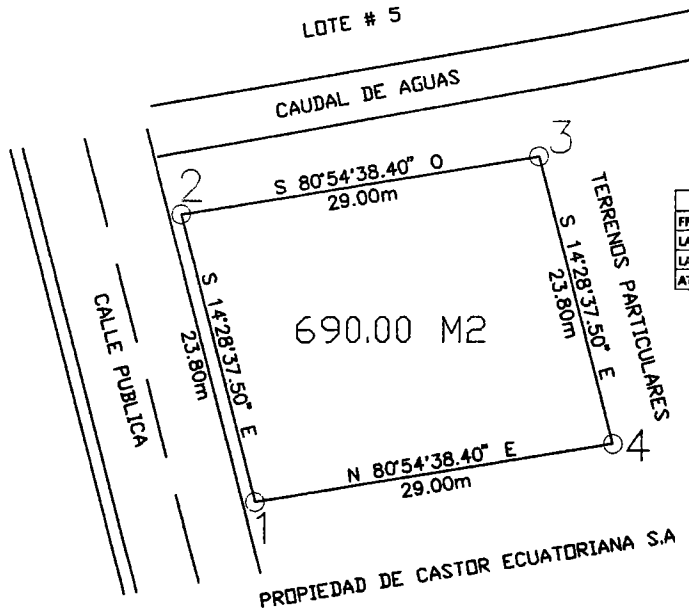 LOTE # 5
CAUDAL DE AGUAS
3
2
S 80°54'38.40" O
29.00m
TERRENOS PARTICULARES
S 14°28'37.50" E
23.80m
S 14°28'37.50" E
23.80m
CALLE PUBLICA
690.00 M2
4
N 80°54'38.40" E
29.00m
1
PROPIEDAD DE CASTOR ECUATORIANA S.A